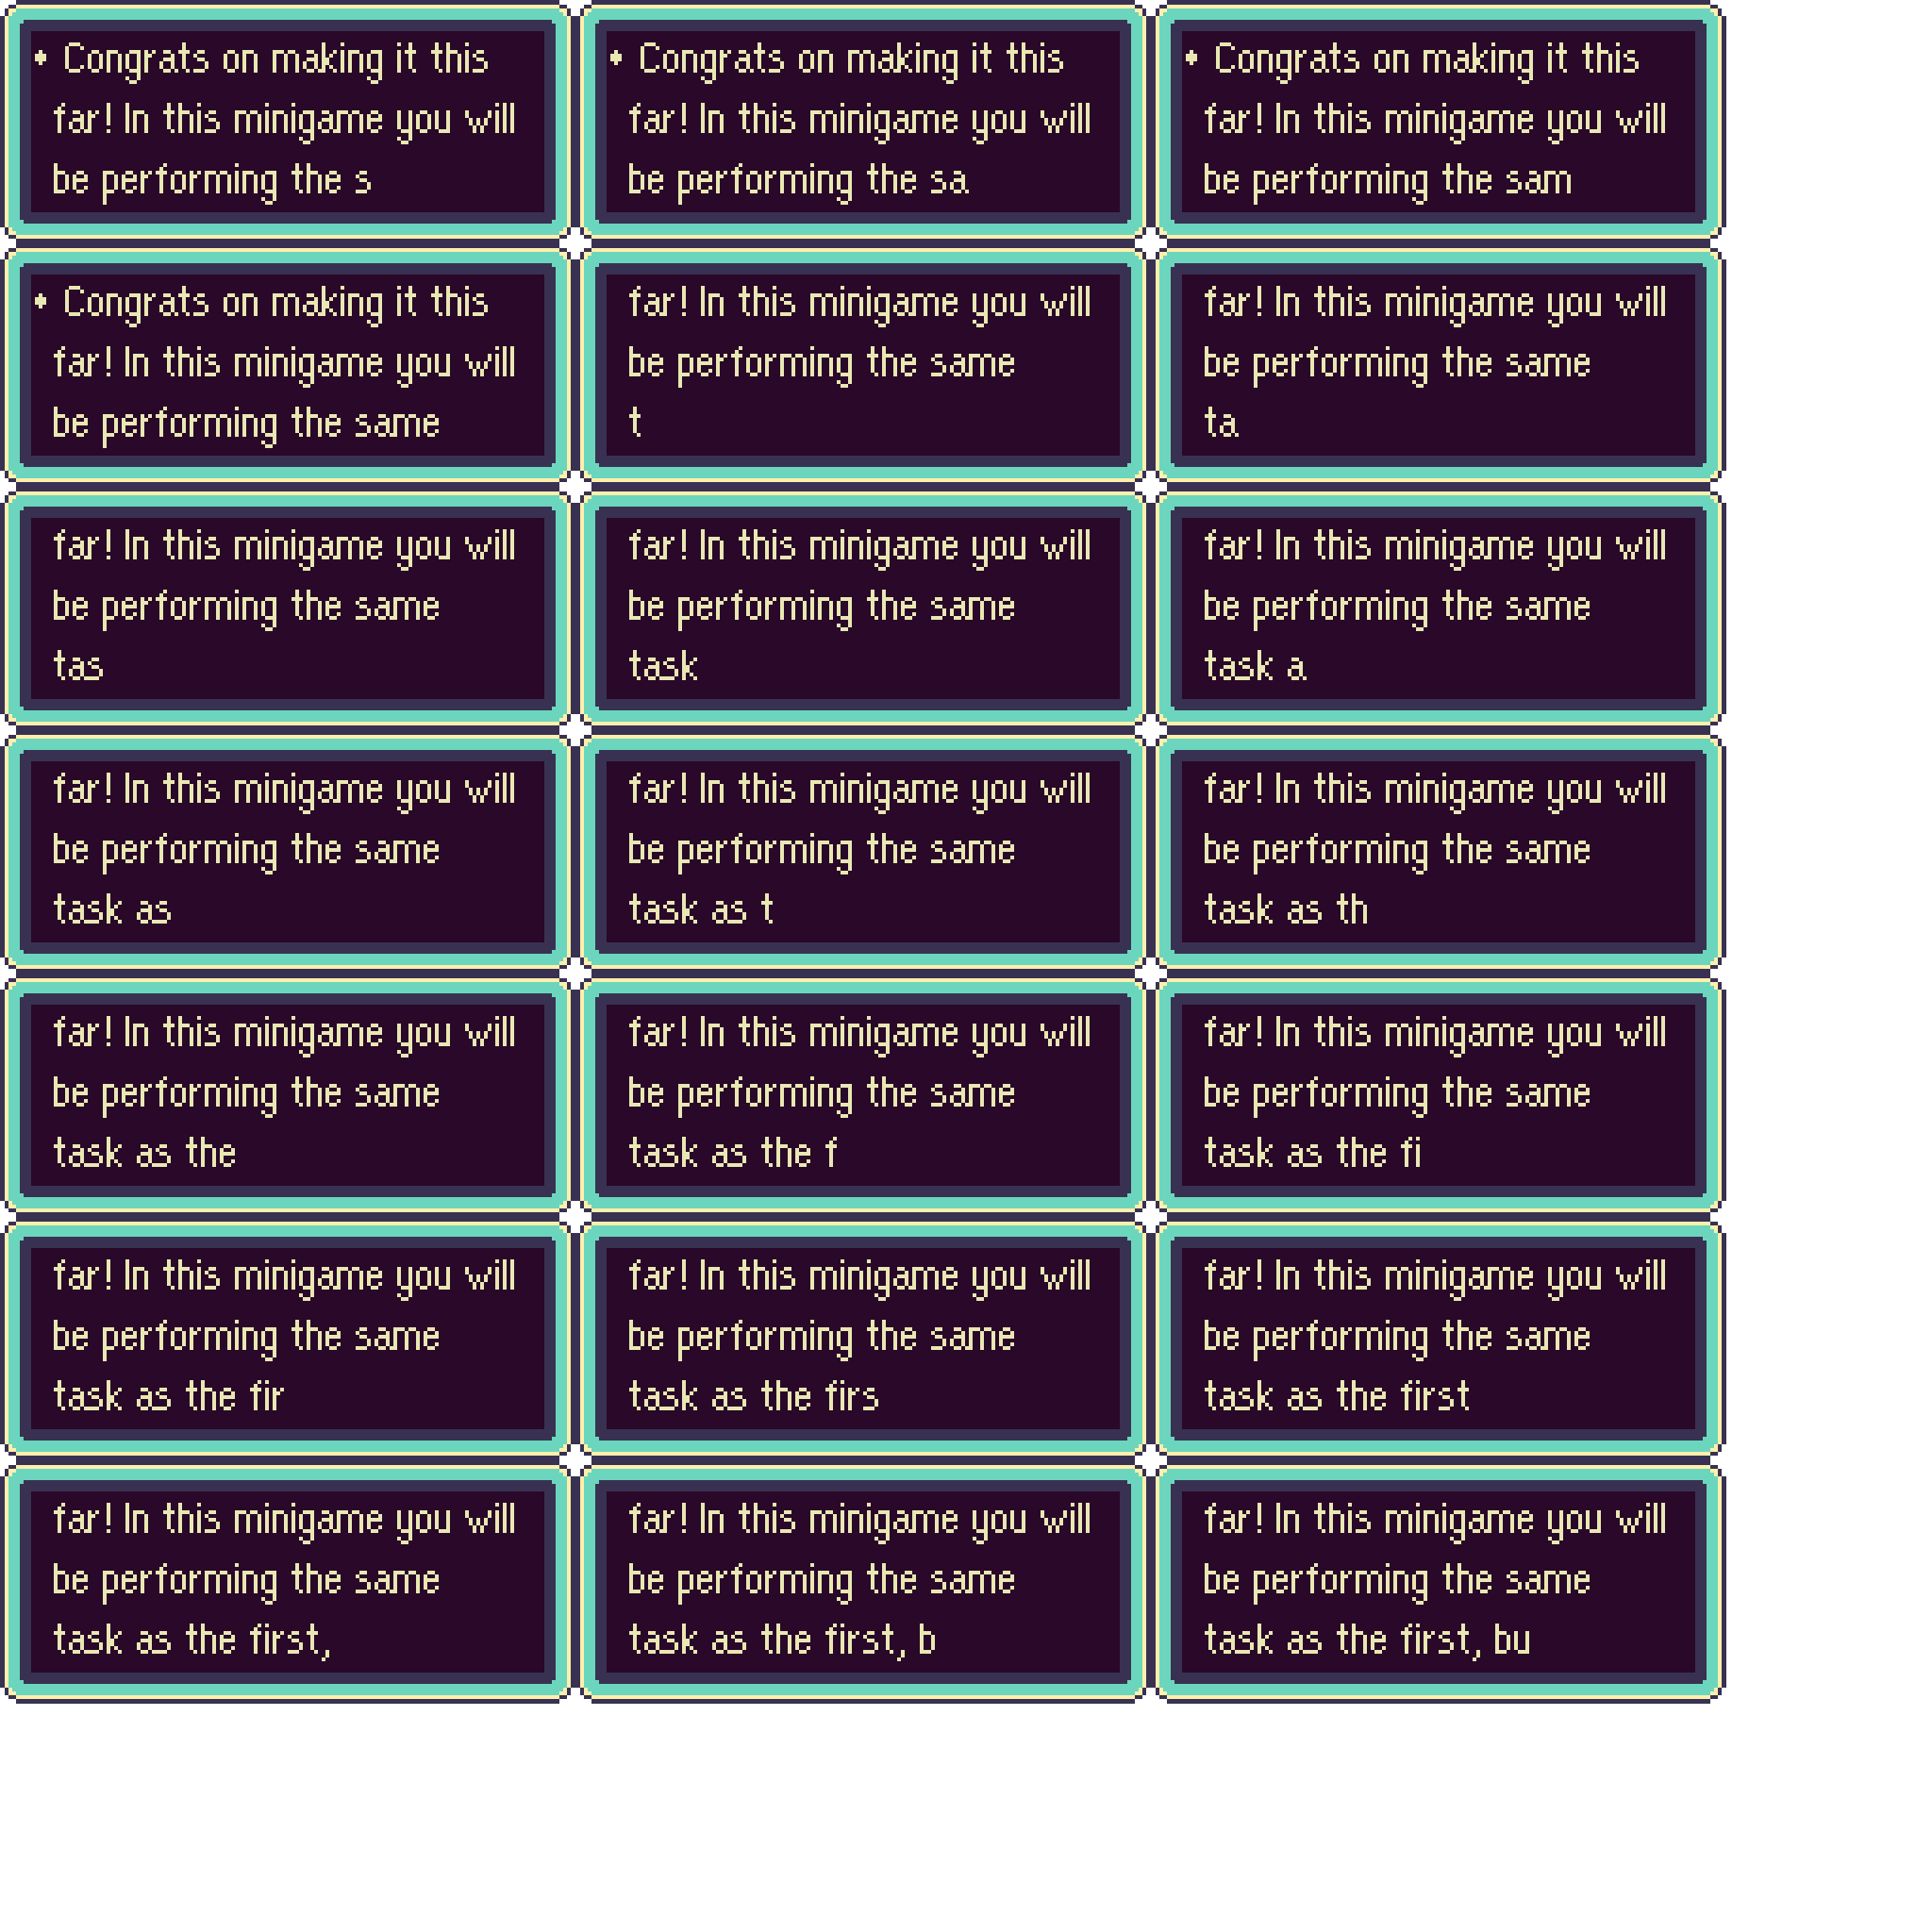 • Congrats on making it this
far! In this minigame you will
be performing the s
• Congrats on making it this
far! In this minigame you will
be performing the sa
• Congrats on making it this
far! In this minigame you will
be performing the sam
• Congrats on making it this
far! In this minigame you will
be performing the same
far! In this minigame you will
be performing the same
t
far! In this minigame you will
be performing the same
ta
far! In this minigame you will
be performing the same
tas
far! In this minigame you will
be performing the same
task
far! In this minigame you will
be performing the same
task a
far! In this minigame you will
be performing the same
task as
far! In this minigame you will
be performing the same
task as t
far! In this minigame you will
be performing the same
task as th
far! In this minigame you will
be performing the same
task as the
far! In this minigame you will
be performing the same
task as the f
far! In this minigame you will
be performing the same
task as the fi
far! In this minigame you will
be performing the same
task as the fir
far! In this minigame you will
be performing the same
task as the firs
far! In this minigame you will
be performing the same
task as the first
far! In this minigame you will
be performing the same
task as the first,
far! In this minigame you will
be performing the same
task as the first, b
far! In this minigame you will
be performing the same
task as the first, bu